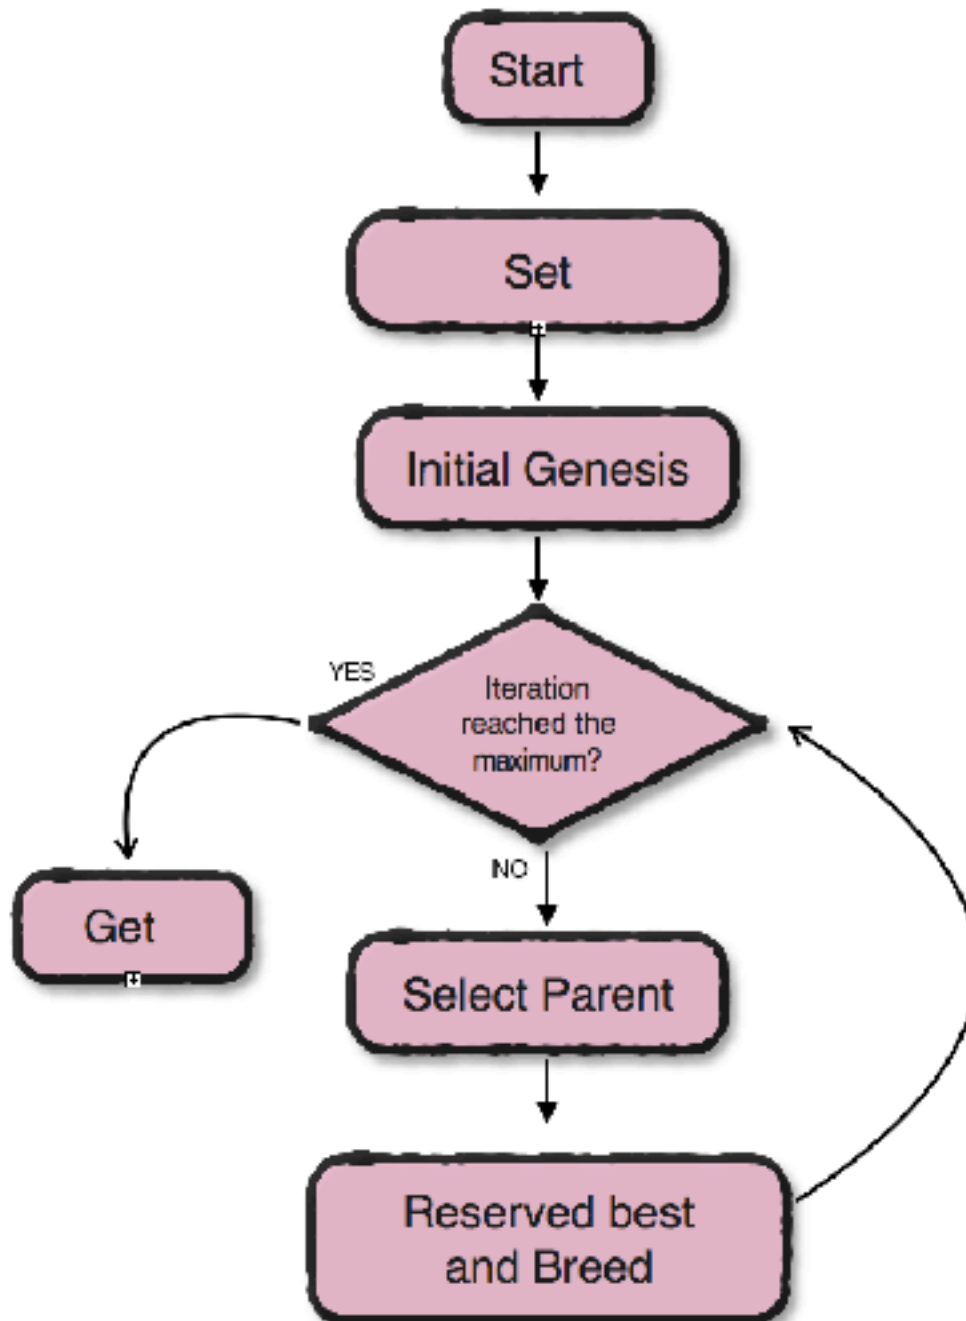 Start
Set
Initial Genesis
YES
Iteration
reached the
maximum?
NO
Get
Select Parent
Reserved best
and Breed